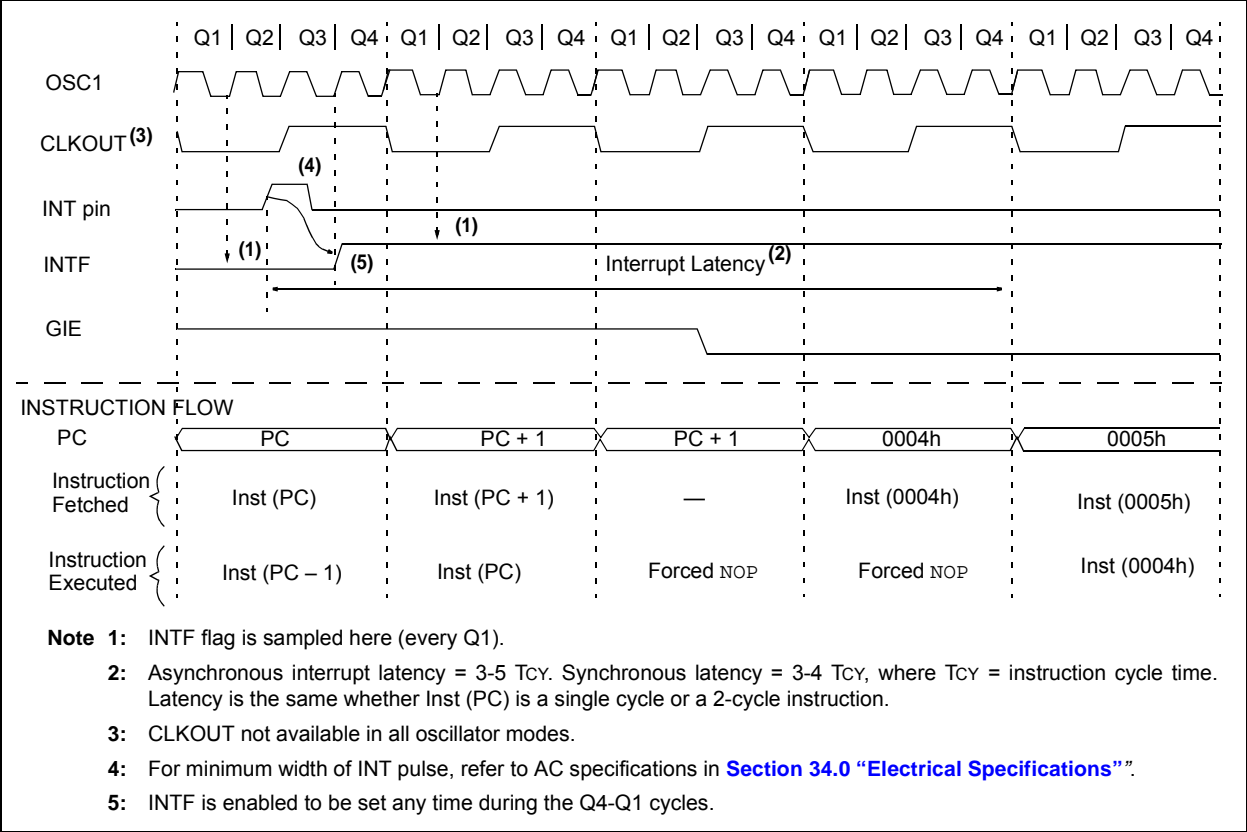 Q1 Q2 Q3 Q4 Q1 Q2 Q3 Q4 Q1 Q2 Q3 Q4 Q1 Q2 Q3 Q4 Q1 Q2 Q3 Q4
OSC1
CLKOUT (3)
(4)
INT pin
(1) (1)
INTF (5) Interrupt Latency (2)
GIE
INSTRUCTION FLOW
PC PC PC + 1 PC + 1 0004h 0005h
Instruction
Fetched Inst (PC) Inst (PC + 1) — Inst (0004h) Inst (0005h)
Instruction
Executed Inst (PC – 1) Inst (PC) Forced NOP Forced NOP Inst (0004h)
Note 1: INTF flag is sampled here (every Q1).
2: Asynchronous interrupt latency = 3-5 TCY. Synchronous latency = 3-4 TCY, where TCY = instruction cycle time.
Latency is the same whether Inst (PC) is a single cycle or a 2-cycle instruction.
3: CLKOUT not available in all oscillator modes.
4: For minimum width of INT pulse, refer to AC specifications in Section 34.0 “Electrical Specifications””.
5: INTF is enabled to be set any time during the Q4-Q1 cycles.